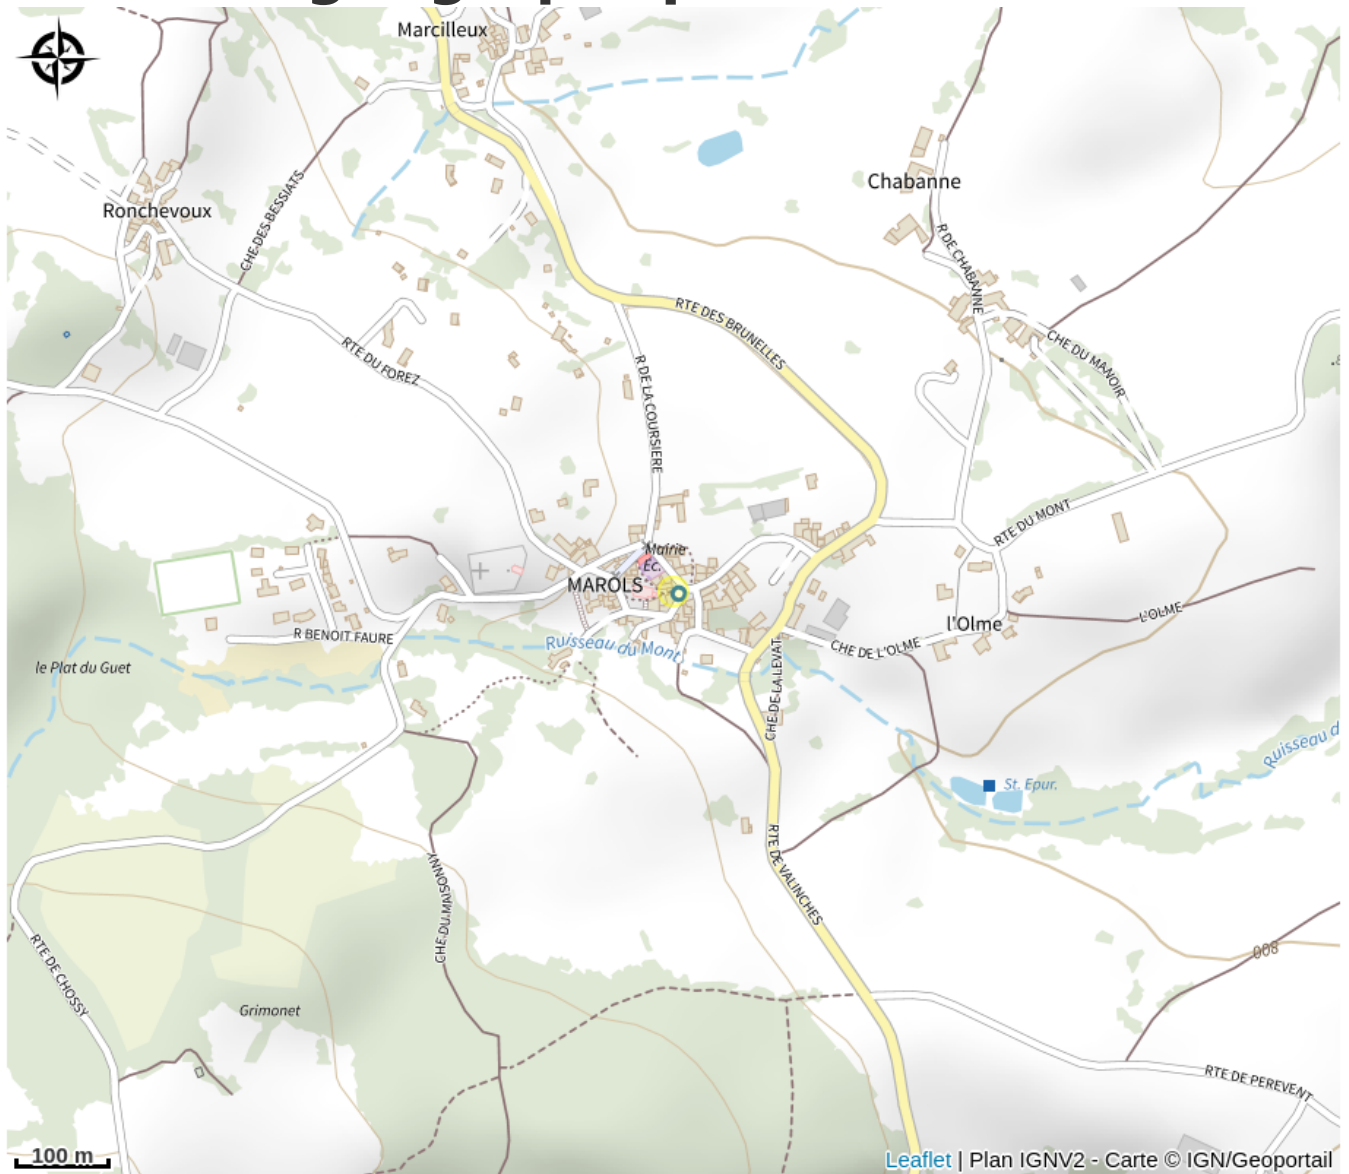 Marcilleux
Chabanne
Ronchevoux
CHE DES BESSIATS
R DE CHABANNE
RTE DES BRUNELLES
RTE DU FOREZ
CHE DU MANOIR
R DE LA COURSIERE
RTE DU MONT
Mairie
Éc.
MAROLS
l'Olme
L'OLME
R BENOIT FAURE
Ruisseau du Mont
CHE DE L'OLME
le Plat du Guet
CHE DE LA LEVAT
Ruisseau d
St. Epur.
RTE DE VALINCHES
CHE DU MAUSONNY
800
RTE DE CHOSSY
Grimonet
RTE DE PEREVENT
100 m
Leaflet | Plan IGNV2 - Carte © IGN/Geoportail